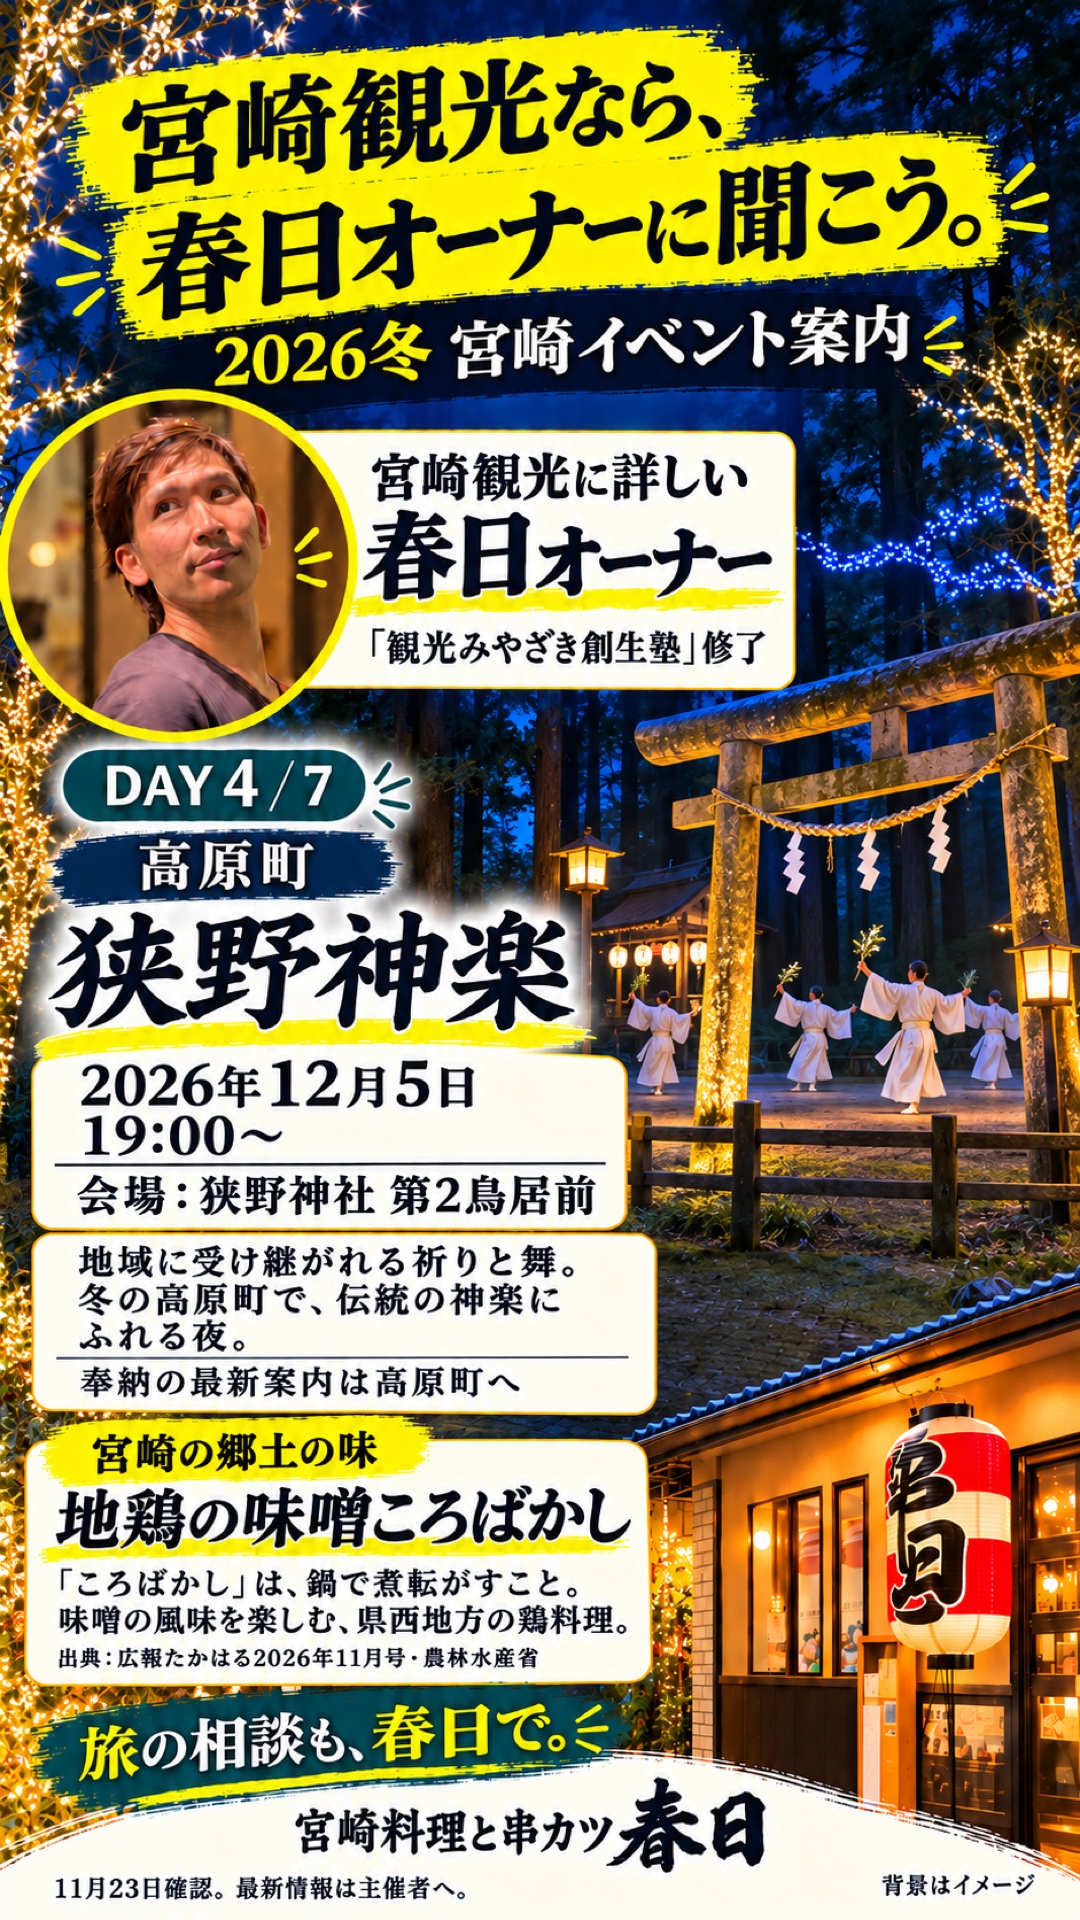 宮崎観光なら、
春日オーナーに聞こう。
2026冬 宮崎イベント案内
宮崎観光に詳しい
春日オーナー
「観光みやざき創生塾」修了
DAY 4/7
高原町
狭野神楽
2026年12月5日
19:00〜
会場：狭野神社 第2鳥居前
地域に受け継がれる祈りと舞。
冬の高原町で、伝統の神楽に
ふれる夜。
奉納の最新案内は高原町へ
宮崎の郷土の味
地鶏の味噌ころばかし
「ころばかし」は、鍋で煮転がすこと。
味噌の風味を楽しむ、県西地方の鶏料理。
出典：広報たかはる2026年11月号・農林水産省
旅の相談も、春日で。
宮崎料理と串カツ 春日
11月23日確認。最新情報は主催者へ。
背景はイメージ